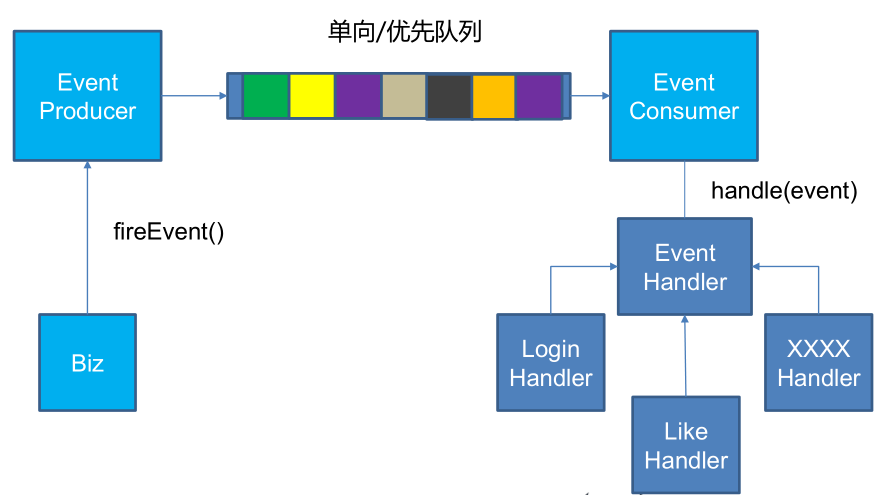 单向/优先队列
Event
Producer
Event
Consumer
handle(event)
fireEvent()
Event
Handler
Biz
Login
Handler
XXXX
Handler
Like
Handler